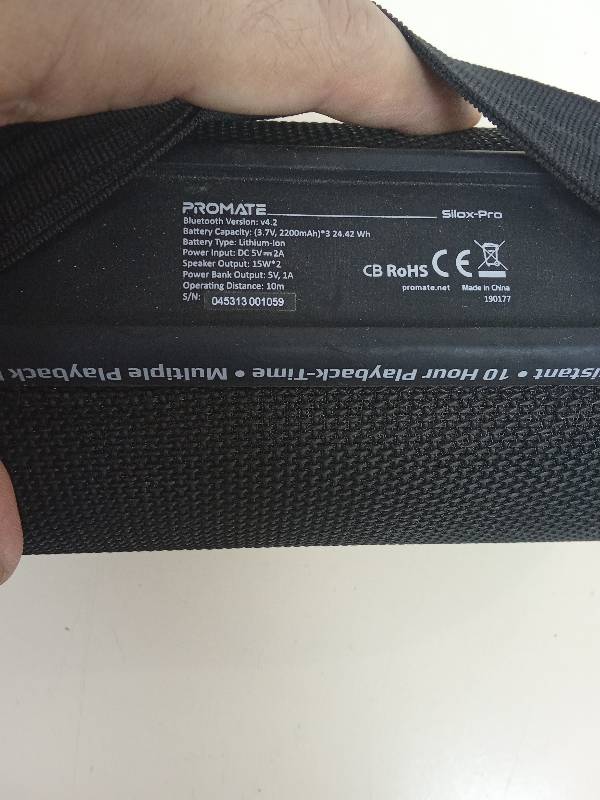 PROMATE
Silox-Pro
Bluetooth Version: v4.2
Battery Capacity: (3.7V, 2200mAh)*3 24.42 Wh
Battery Type: Lithium-Ion
Power Input: DC 5V⎓2A
Speaker Output: 15W*2
Power Bank Output: 5V, 1A
Operating Distance: 10m
S/N: 045313 001059
CB RoHS CE
promate.net Made in China
190177
istant • 10 Hour Playback-Time • Multiple Playback